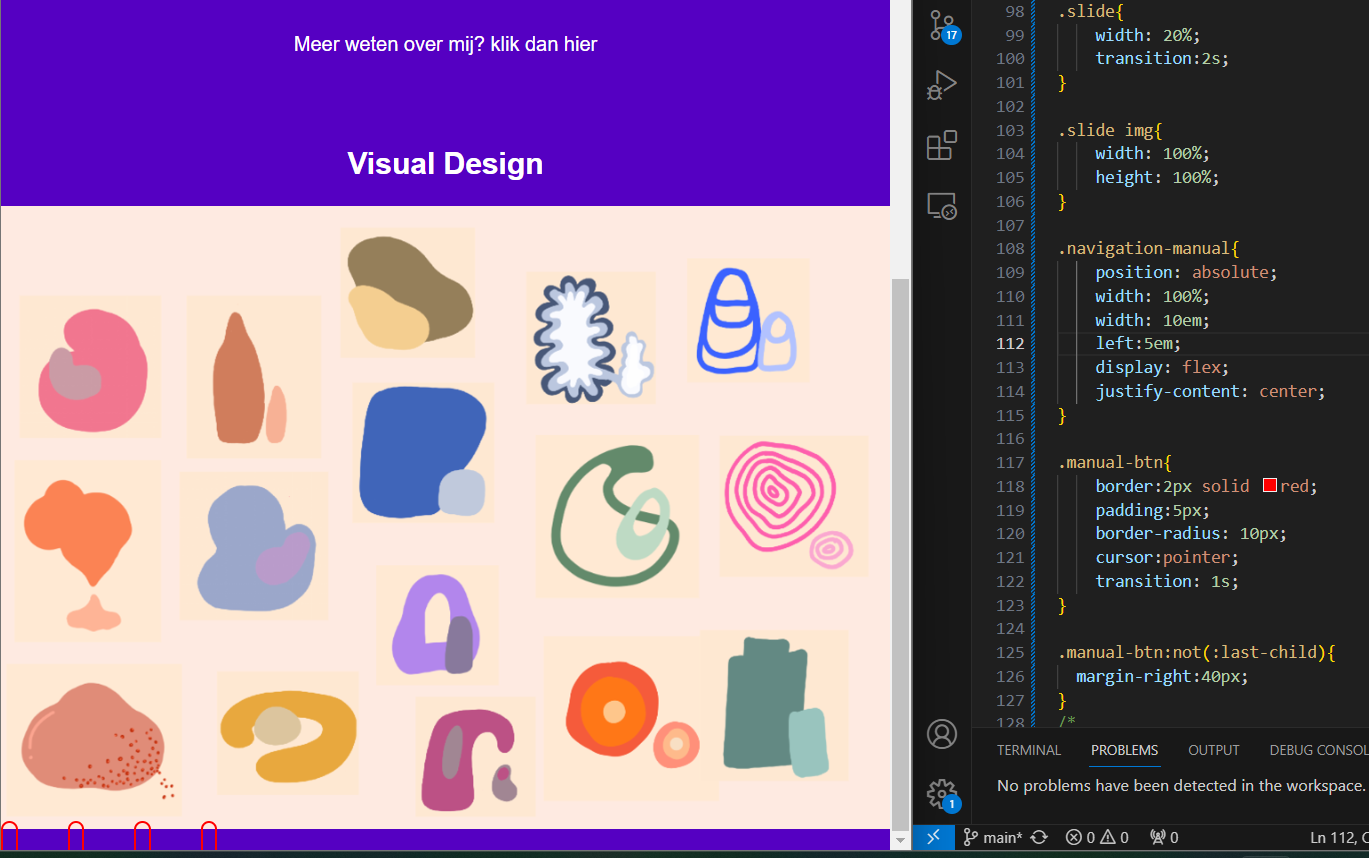 Meer weten over mij? klik dan hier
Visual Design
17
98 .slide{
99 width: 20%;
100 transition:2s;
101 }
102
103 .slide img{
104 width: 100%;
105 height: 100%;
106 }
107
108 .navigation-manual{
109 position: absolute;
110 width: 100%;
111 width: 10em;
112 left:5em;
113 display: flex;
114 justify-content: center;
115 }
116
117 .manual-btn{
118 border:2px solid red;
119 padding:5px;
120 border-radius: 10px;
121 cursor:pointer;
122 transition: 1s;
123 }
124
125 .manual-btn:not(:last-child){
126 margin-right:40px;
127 }
128 /*
TERMINAL PROBLEMS OUTPUT DEBUG CONSOL
No problems have been detected in the workspace.
1
main* 0 0 0 Ln 112, C